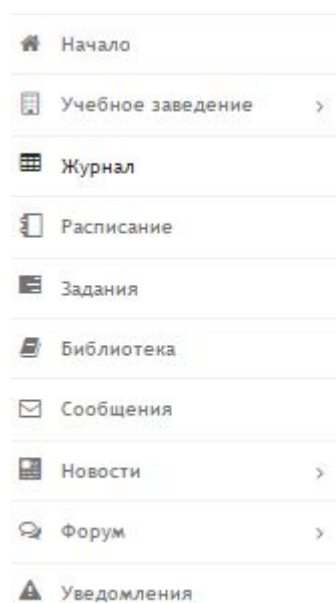 Начало
Учебное заведение
Журнал
Расписание
Задания
Библиотека
Сообщения
Новости
Форум
Уведомления